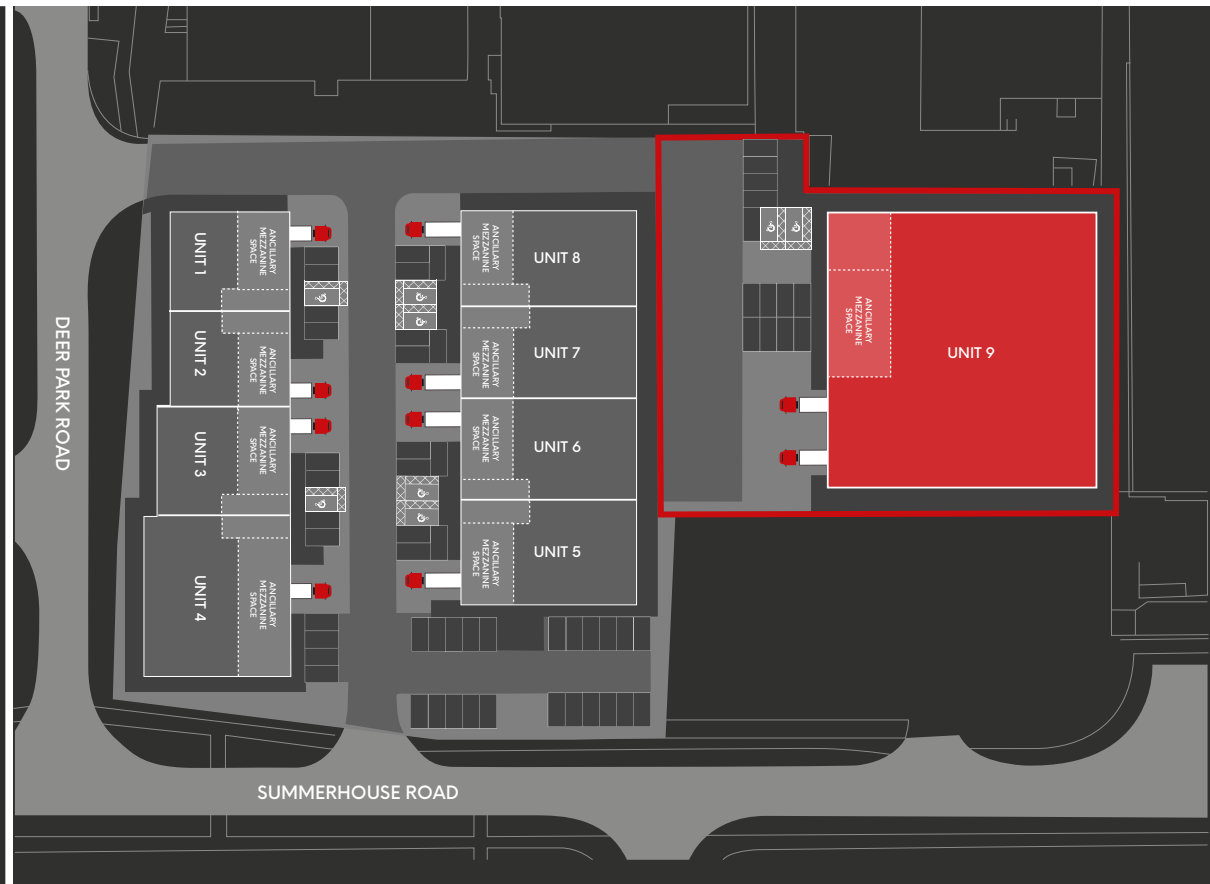 UNIT 1
ANCILLARY
MEZZANINE
SPACE
UNIT 2
ANCILLARY
MEZZANINE
SPACE
UNIT 3
ANCILLARY
MEZZANINE
SPACE
UNIT 4
ANCILLARY
MEZZANINE
SPACE
ANCILLARY
MEZZANINE
SPACE
UNIT 8
ANCILLARY
MEZZANINE
SPACE
UNIT 7
ANCILLARY
MEZZANINE
SPACE
UNIT 6
ANCILLARY
MEZZANINE
SPACE
UNIT 5
ANCILLARY
MEZZANINE
SPACE
UNIT 9
DEER PARK ROAD
SUMMERHOUSE ROAD